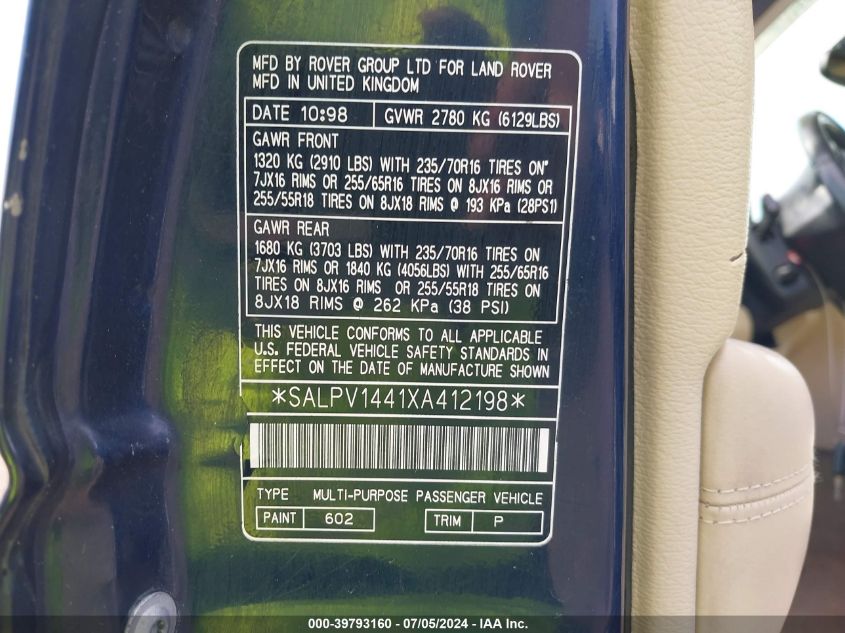 MFD BY ROVER GROUP LTD FOR LAND ROVER
MFD IN UNITED KINGDOM
DATE 10:98 GVWR 2780 KG (6129LBS)
GAWR FRONT
1320 KG (2910 LBS) WITH 235/70R16 TIRES ON"
7JX16 RIMS OR 255/65R16 TIRES ON 8JX16 RIMS OR
255/55R18 TIRES ON 8JX18 RIMS @ 193 KPa (28PS1)
GAWR REAR
1680 KG (3703 LBS) WITH 235/70R16 TIRES ON
7JX16 RIMS OR 1840 KG (4056LBS) WITH 255/65R16
TIRES ON 8JX16 RIMS OR 255/55R18 TIRES ON
8JX18 RIMS @ 262 KPa (38 PSI)
THIS VEHICLE CONFORMS TO ALL APPLICABLE
U.S. FEDERAL VEHICLE SAFETY STANDARDS IN
EFFECT ON THE DATE OF MANUFACTURE SHOWN
*SALPV1441XA412198*
TYPE MULTI-PURPOSE PASSENGER VEHICLE
PAINT 602 TRIM P
000-39793160 - 07/05/2024 - IAA Inc.